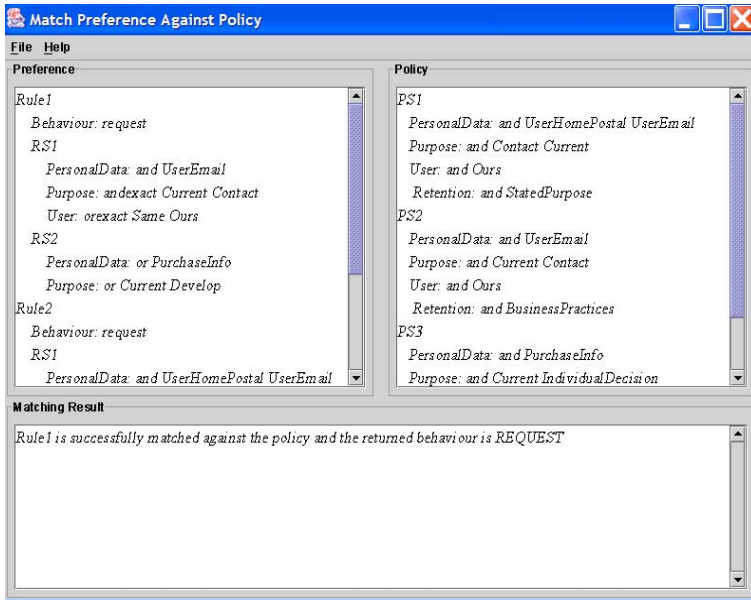 Match Preference Against Policy
File Help
Preference
Rule1
Behaviour: request
RS1
PersonalData: and UserEmail
Purpose: andexact Current Contact
User: orexact Same Ours
RS2
PersonalData: or PurchaseInfo
Purpose: or Current Develop
Rule2
Behaviour: request
RS1
PersonalData: and UserHomePostal UserEmail
Policy
PS1
PersonalData: and UserHomePostal UserEmail
Purpose: and Contact Current
User: and Ours
Retention: and StatedPurpose
PS2
PersonalData: and UserEmail
Purpose: and Current Contact
User: and Ours
Retention: and BusinessPractices
PS3
PersonalData: and PurchaseInfo
Purpose: and Current IndividualDecision
Matching Result
Rule1 is successfully matched against the policy and the returned behaviour is REQUEST